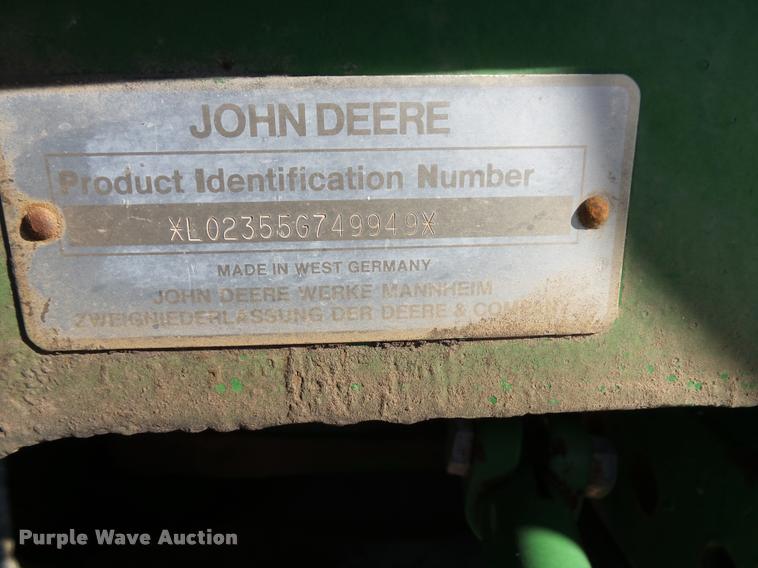 JOHN DEERE
Product Identification Number
*L02355G749949*
MADE IN WEST GERMANY
JOHN DEERE WERKE MANNHEIM
ZWEIGNIEDERLASSUNG DER DEERE & COMPANY
Purple Wave Auction